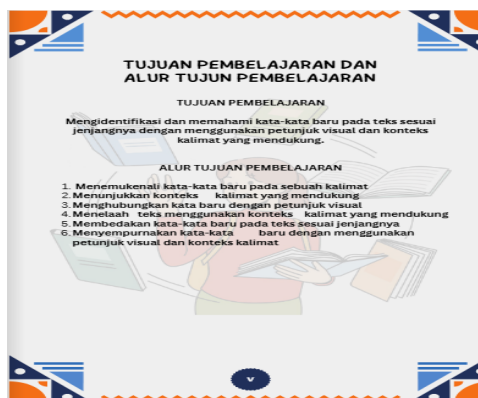 TUJUAN PEMBELAJARAN DAN
ALUR TUJUN PEMBELAJARAN
TUJUAN PEMBELAJARAN
Mengidentifikasi dan memahami kata-kata baru pada teks sesuai
jenjangnya dengan menggunakan petunjuk visual dan konteks
kalimat yang mendukung.
ALUR TUJUAN PEMBELAJARAN
1. Menemukenali kata-kata baru pada sebuah kalimat
2. Menunjukkan konteks kalimat yang mendukung
3. Menghubungkan kata baru dengan petunjuk visual
4. Menelaah teks menggunakan konteks kalimat yang mendukung
5. Membedakan kata-kata baru pada teks sesuai jenjangnya
6. Menyempurnakan kata-kata baru dengan menggunakan
petunjuk visual dan konteks kalimat
v